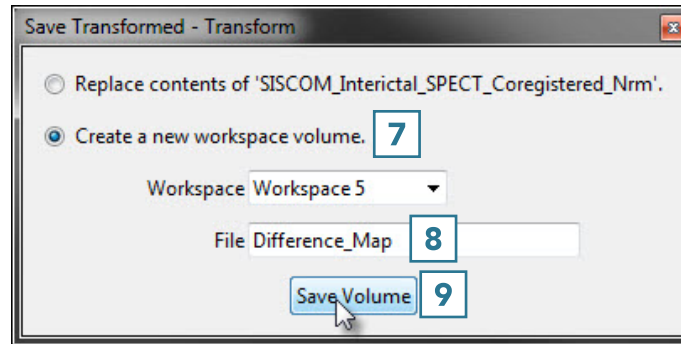 Save Transformed - Transform
Replace contents of 'SISCOM_Interictal_SPECT_Coregistered_Nrm'.
Create a new workspace volume. 7
Workspace Workspace 5
File Difference_Map 8
Save Volume 9